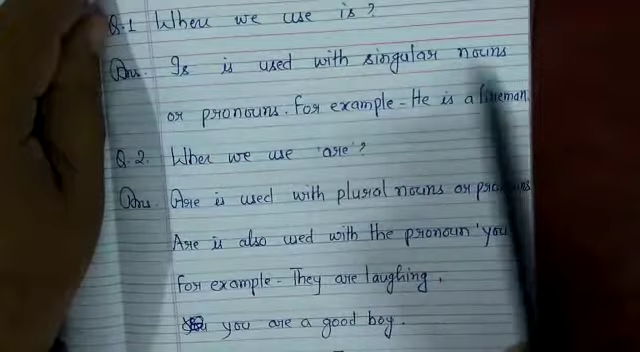 Q.1 When we use is?
Ans. Is is used with singular nouns
or pronouns. For example - He is a fireman.
Q.2. When we use 'are'?
Ans. Are is used with plural nouns or pronouns
Are is also used with the pronoun 'you
For example - They are laughing.
you are a good boy.